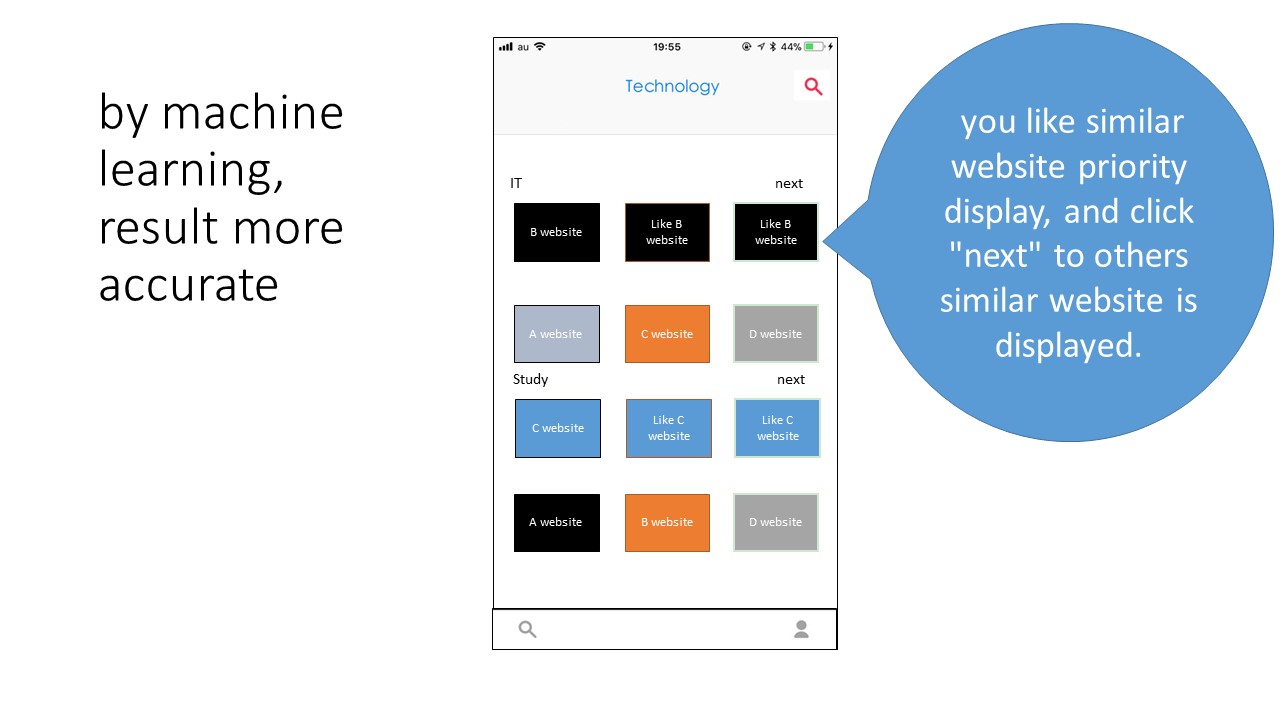 by machine
learning,
result more
accurate
au
19:55
44%
Technology
IT
next
B website
Like B
website
Like B
website
A website
C website
D website
Study
next
C website
Like C
website
Like C
website
A website
B website
D website
you like similar
website priority
display, and click
"next" to others
similar website is
displayed.